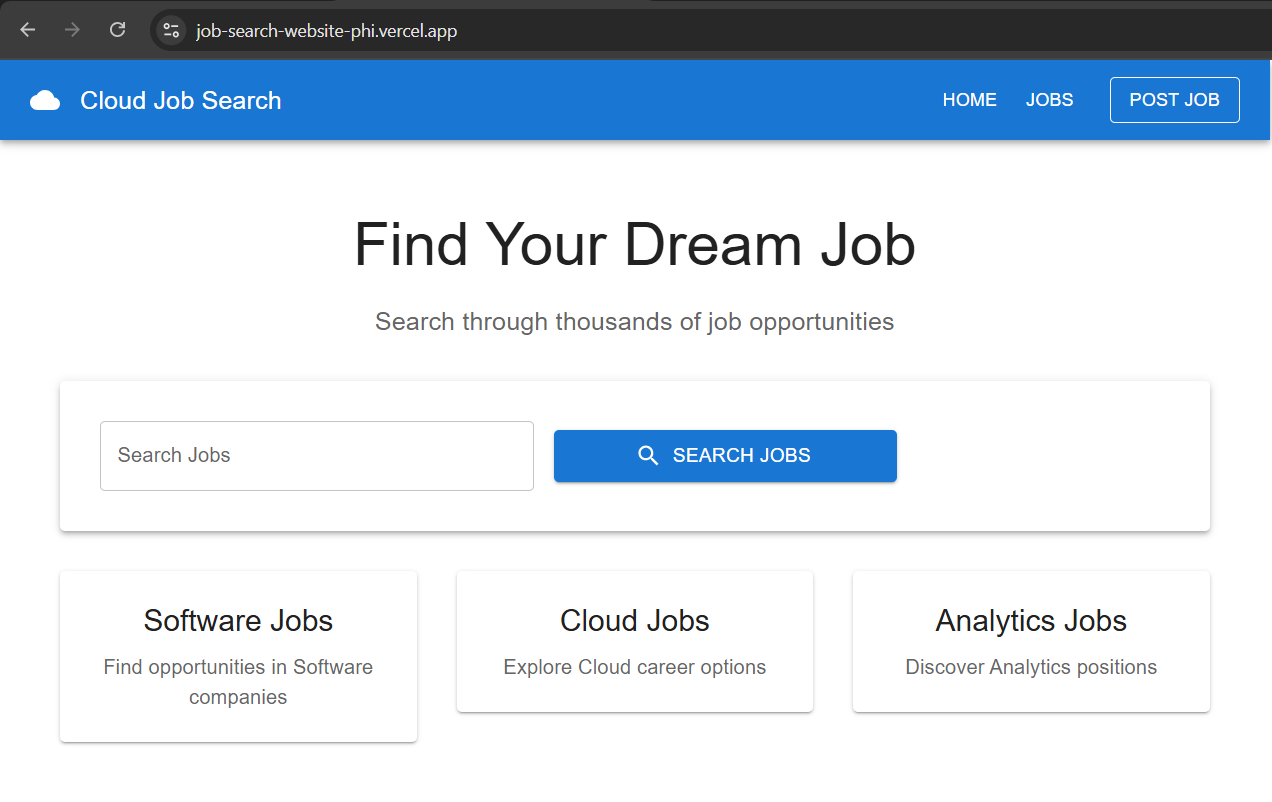 job-search-website-phi.vercel.app
Cloud Job Search
HOME
JOBS
POST JOB
Find Your Dream Job
Search through thousands of job opportunities
Search Jobs
SEARCH JOBS
Software Jobs
Find opportunities in Software
companies
Cloud Jobs
Explore Cloud career options
Analytics Jobs
Discover Analytics positions